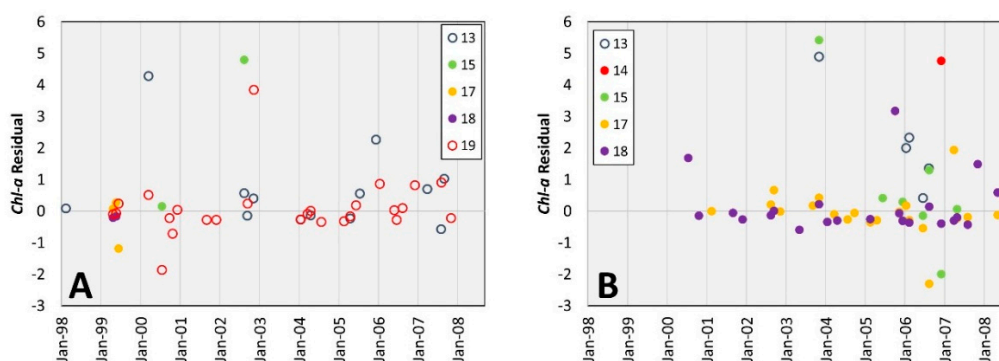 6
5
4
3
2
1
0
-1
-2
-3
Chl-a Residual
13
15
17
18
19
A
Jan-98
Jan-99
Jan-00
Jan-01
Jan-02
Jan-03
Jan-04
Jan-05
Jan-06
Jan-07
Jan-08
6
5
4
3
2
1
0
-1
-2
-3
Chl-a Residual
13
14
15
17
18
B
Jan-98
Jan-99
Jan-00
Jan-01
Jan-02
Jan-03
Jan-04
Jan-05
Jan-06
Jan-07
Jan-08